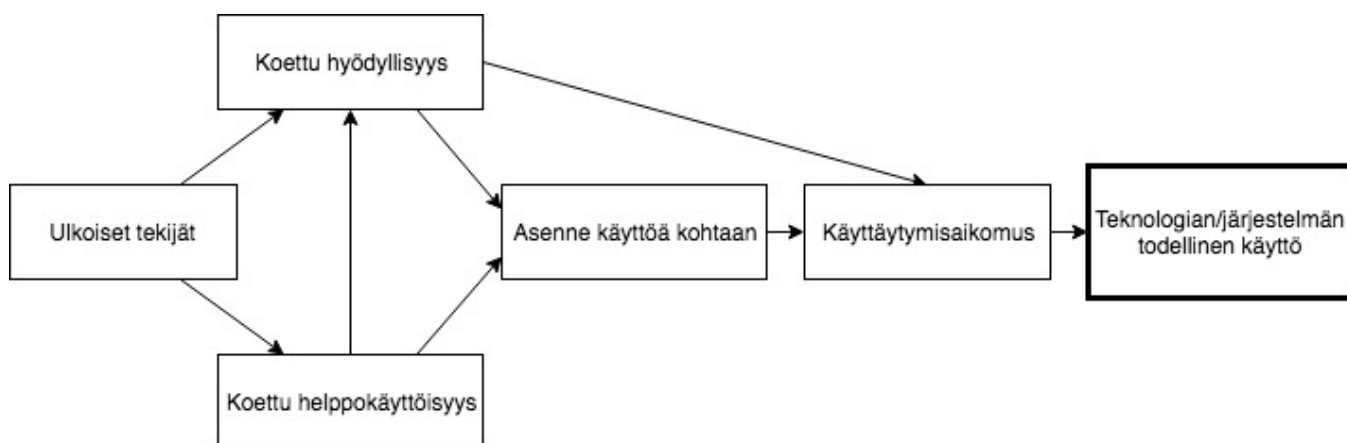 Koettu hyödyllisyys
Ulkoiset tekijät
Asenne käyttöä kohtaan
Käyttäytymisaikomus
Teknologian/järjestelmän
todellinen käyttö
Koettu helppokäyttöisyys